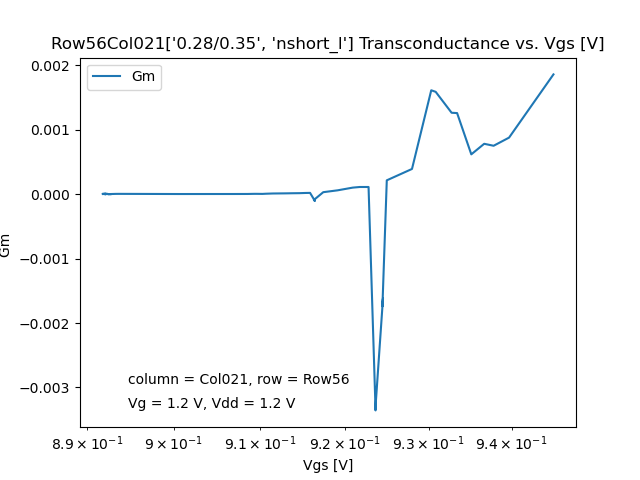 Row56Col021['0.28/0.35', 'nshort_l'] Transconductance vs. Vgs [V]
Gm
0.002
0.001
0.000
−0.001
−0.002
−0.003
Gm
column = Col021, row = Row56
Vg = 1.2 V, Vdd = 1.2 V
8.9 × 10⁻¹ 9 × 10⁻¹ 9.1 × 10⁻¹ 9.2 × 10⁻¹ 9.3 × 10⁻¹ 9.4 × 10⁻¹
Vgs [V]